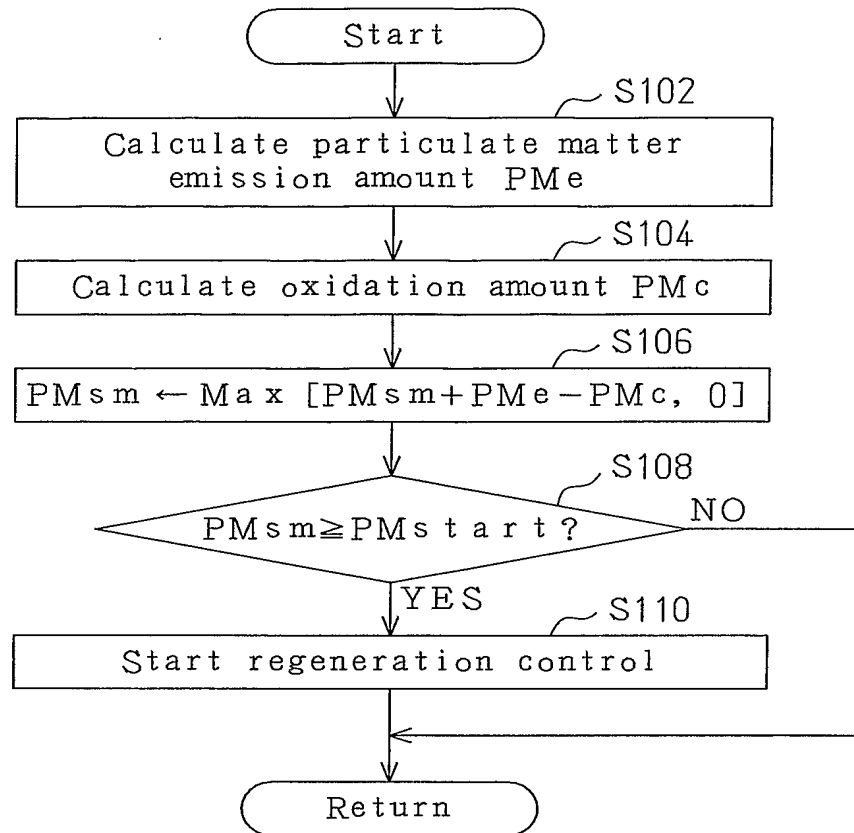 Start
S102
Calculate particulate matter
emission amount PMe
S104
Calculate oxidation amount PMc
S106
PMsm ← Max [PMsm+PMe−PMc, 0]
S108
PMsm≧PMstart?
NO
YES
S110
Start regeneration control
Return